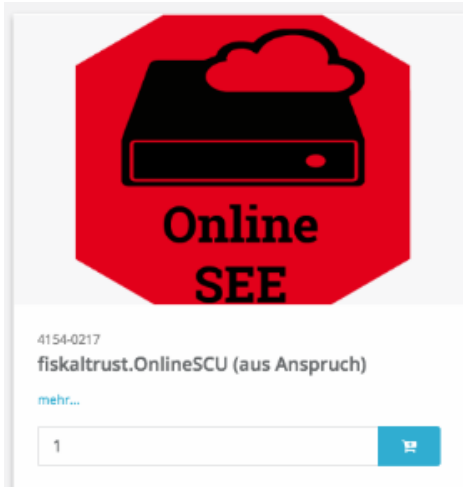 Online
SEE
4154-0217
fiskaltrust.OnlineSCU (aus Anspruch)
mehr...
1